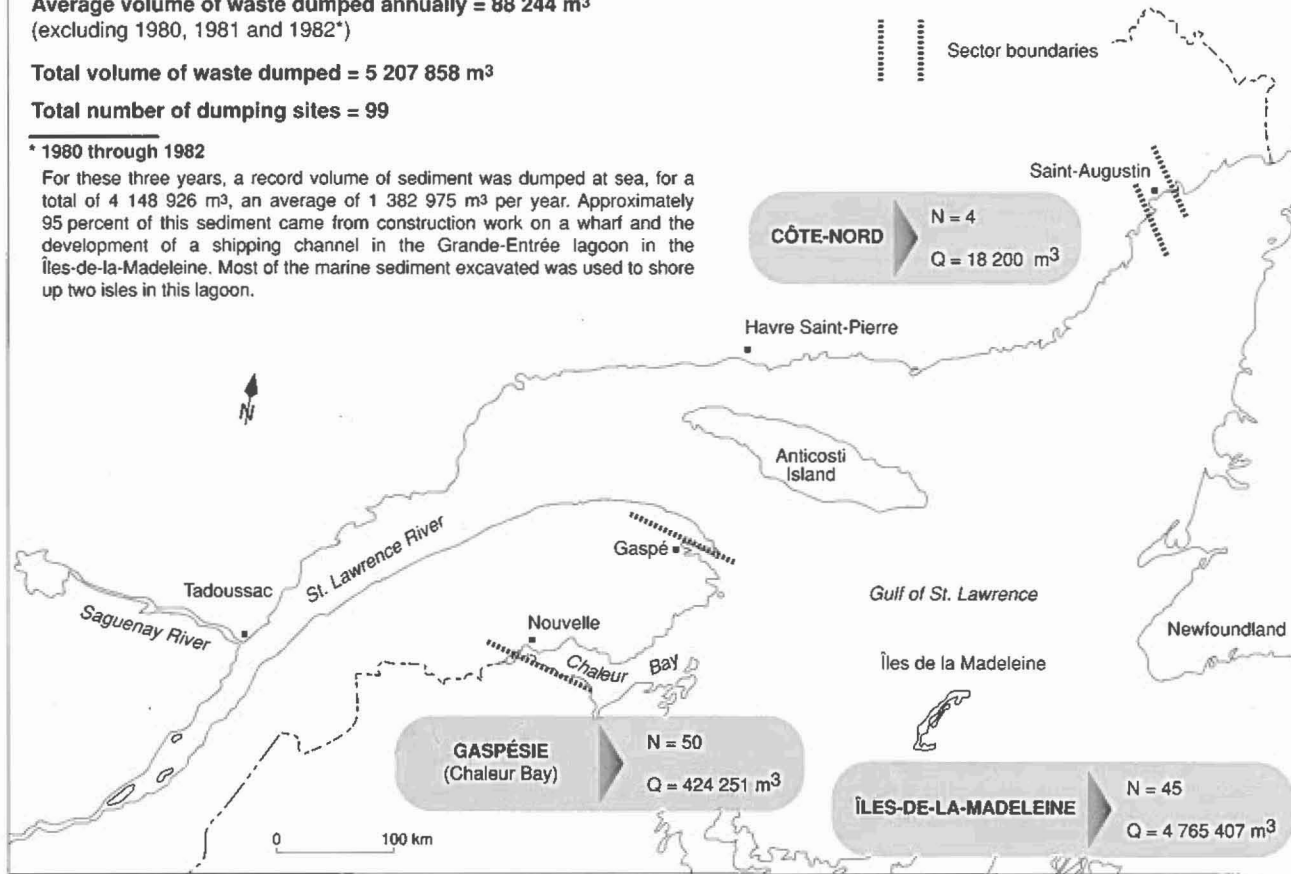 Average volume of waste dumped annually = 88 244 m³
(excluding 1980, 1981 and 1982*)
Total volume of waste dumped = 5 207 858 m³
Total number of dumping sites = 99
* 1980 through 1982
For these three years, a record volume of sediment was dumped at sea, for a
total of 4 148 926 m³, an average of 1 382 975 m³ per year. Approximately
95 percent of this sediment came from construction work on a wharf and the
development of a shipping channel in the Grande-Entrée lagoon in the
Îles-de-la-Madeleine. Most of the marine sediment excavated was used to shore
up two isles in this lagoon.
Sector boundaries
Saint-Augustin
CÔTE-NORD
N = 4
Q = 18 200 m³
Havre Saint-Pierre
N
Anticosti
Island
St. Lawrence River
Gaspé
Tadoussac
Saguenay River
Gulf of St. Lawrence
Nouvelle
Newfoundland
Chaleur Bay
Îles de la Madeleine
GASPÉSIE
(Chaleur Bay)
N = 50
Q = 424 251 m³
ÎLES-DE-LA-MADELEINE
N = 45
Q = 4 765 407 m³
0 100 km